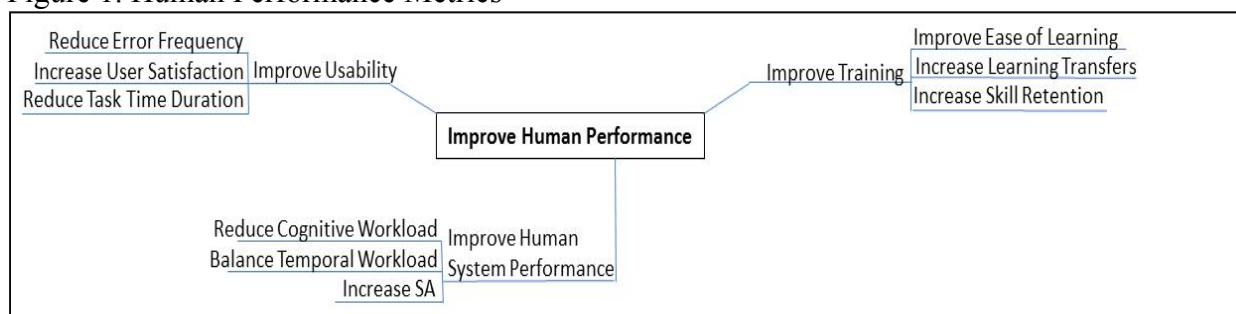 Figure 1. Human Performance Metrics
Reduce Error Frequency
Increase User Satisfaction
Reduce Task Time Duration
Improve Usability
Improve Human Performance
Improve Training
Improve Ease of Learning
Increase Learning Transfers
Increase Skill Retention
Reduce Cognitive Workload
Balance Temporal Workload
Increase SA
Improve Human
System Performance